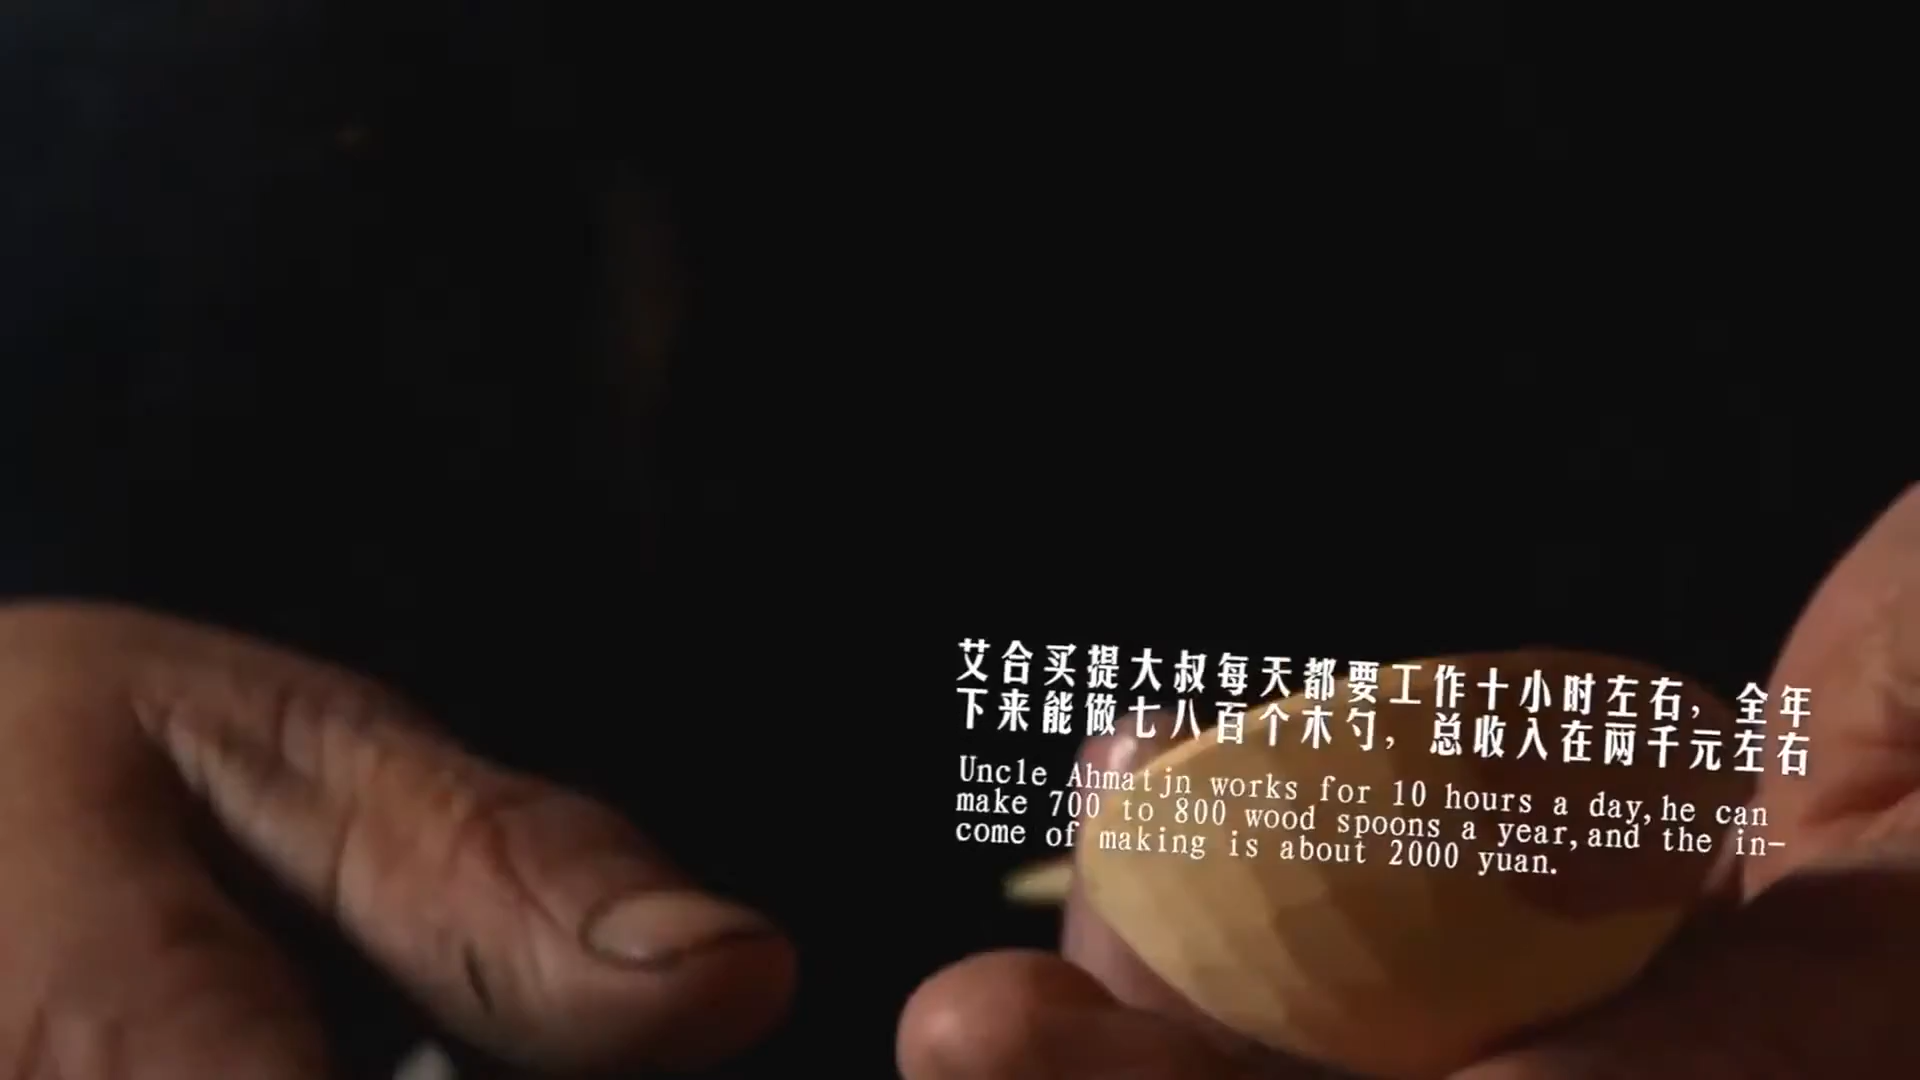 艾合买提大叔每天都要工作十小时左右，全年
下来能做七八百个木勺，总收入在两千元左右
Uncle Ahmatjn works for 10 hours a day,he can
make 700 to 800 wood spoons a year,and the in-
come of making is about 2000 yuan.